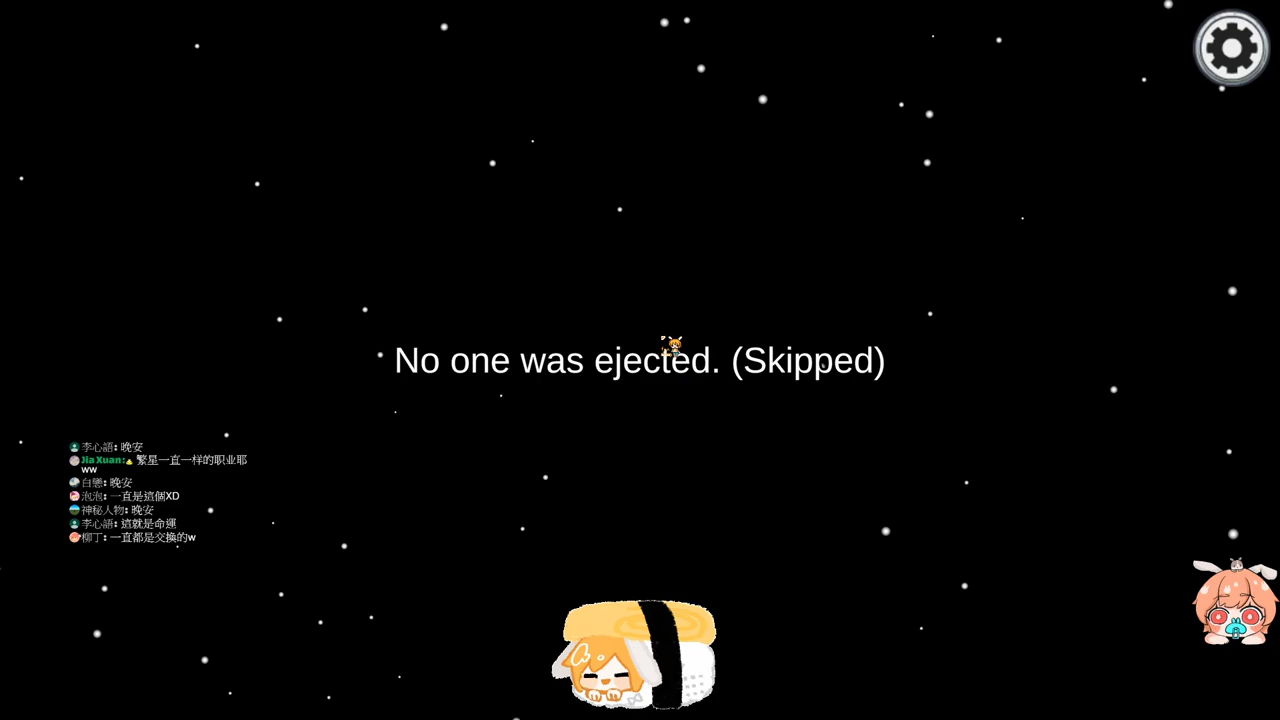 No one was ejected. (Skipped)
李心語: 晚安
Jia Xuan: 繁星一直一样的职业耶
ww
白戀: 晚安
泡泡: 一直是這個XD
神秘人物: 晚安
李心語: 這就是命運
柳丁: 一直都是交換的w